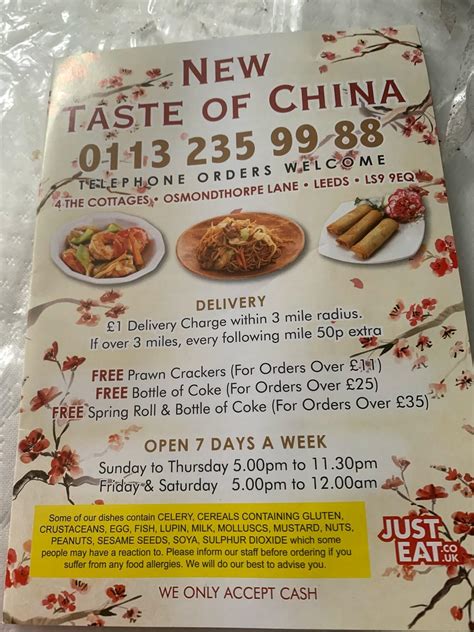 NEW
TASTE OF CHINA
0113 235 99 88
TELEPHONE ORDERS WELCOME
4 THE COTTAGES • OSMONDTHORPE LANE • LEEDS • LS9 9EQ
DELIVERY
£1 Delivery Charge within 3 mile radius.
If over 3 miles, every following mile 50p extra
FREE Prawn Crackers (For Orders Over £11)
FREE Bottle of Coke (For Orders Over £25)
FREE Spring Roll & Bottle of Coke (For Orders Over £35)
OPEN 7 DAYS A WEEK
Sunday to Thursday 5.00pm to 11.30pm
Friday & Saturday 5.00pm to 12.00am
Some of our dishes contain CELERY, CEREALS CONTAINING GLUTEN,
CRUSTACEANS, EGG, FISH, LUPIN, MILK, MOLLUSCS, MUSTARD, NUTS,
PEANUTS, SESAME SEEDS, SOYA, SULPHUR DIOXIDE which some
people may have a reaction to. Please inform our staff before ordering if you
suffer from any food allergies. We will do our best to advise you.
JUST
EAT.CO
.UK
WE ONLY ACCEPT CASH